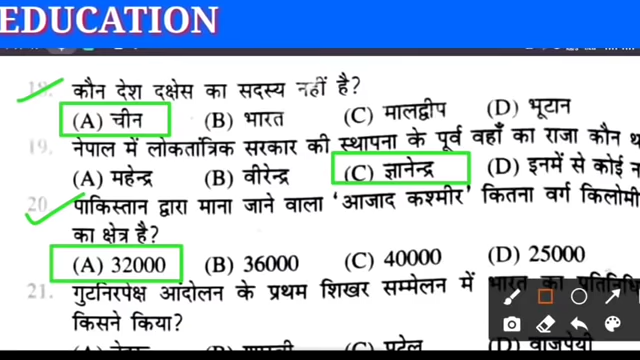 EDUCATION
18. कौन देश दक्षेस का सदस्य नहीं है?
(A) चीन (B) भारत (C) मालद्वीप (D) भूटान
19. नेपाल में लोकतांत्रिक सरकार की स्थापना के पूर्व वहाँ का राजा कौन
(A) महेन्द्र (B) वीरेन्द्र (C) ज्ञानेन्द्र (D) इनमें से कोई
20 पाकिस्तान द्वारा माना जाने वाला 'आजाद कश्मीर' कितना वर्ग
का क्षेत्र है?
(A) 32000 (B) 36000 (C) 40000 (D) 25000
21. गुटनिरपेक्ष आंदोलन के प्रथम शिखर सम्मेलन में भारत का
किसने किया?
(A) (B) (C) पटेल (D) वाजपेयी